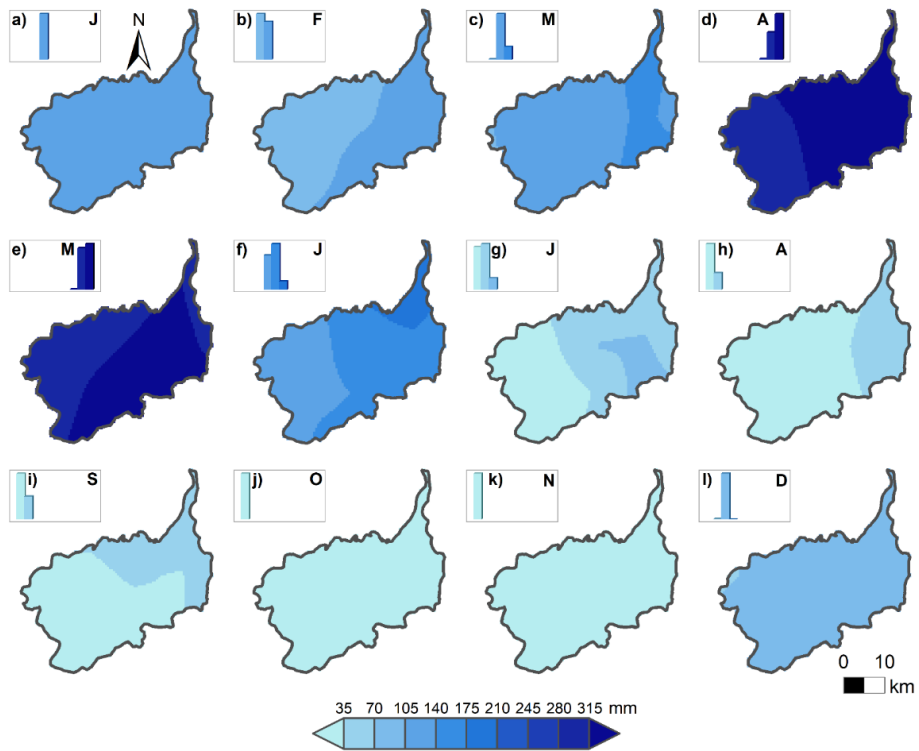 a) J
N
b) F
c) M
d) A
e) M
f) J
g) J
h) A
i) S
j) O
k) N
l) D
0 10
km
35 70 105 140 175 210 245 280 315 mm